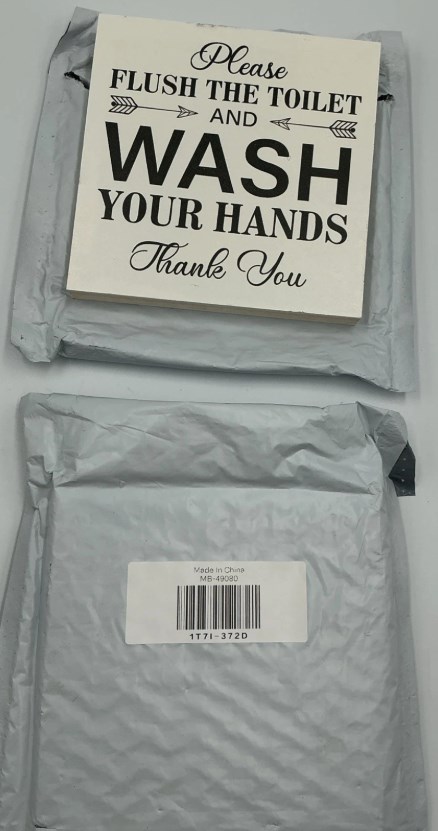 Please
FLUSH THE TOILET
AND
WASH
YOUR HANDS
Thank You
Made in China
MB-49080
1T7I-372D